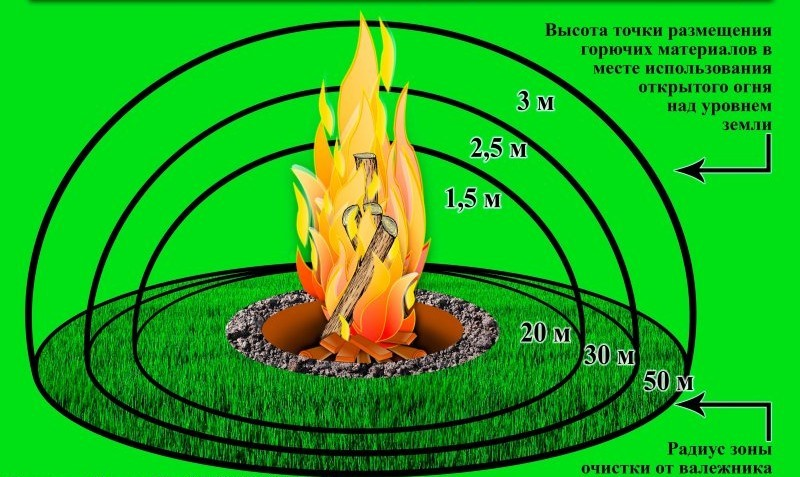 Высота точки размещения
горючих материалов в
месте использования
открытого огня
над уровнем
земли
3 м
2,5 м
1,5 м
20 м
30 м
50 м
Радиус зоны
очистки от валежника